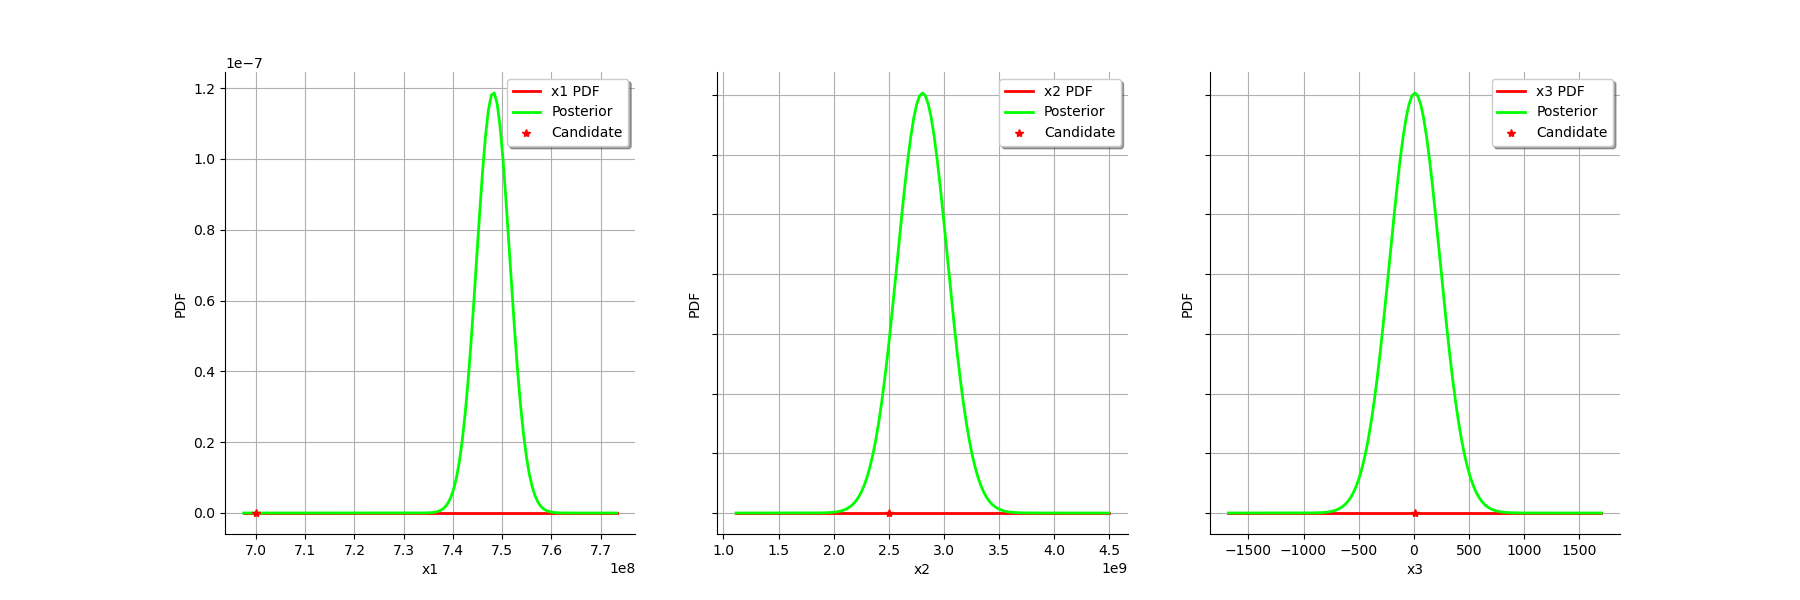 1e−7
1.2
1.0
0.8
0.6
0.4
0.2
0.0
PDF
7.0 7.1 7.2 7.3 7.4 7.5 7.6 7.7
x1
1e8
x1 PDF
Posterior
Candidate
PDF
1.0 1.5 2.0 2.5 3.0 3.5 4.0 4.5
x2
1e9
x2 PDF
Posterior
Candidate
PDF
−1500 −1000 −500 0 500 1000 1500
x3
x3 PDF
Posterior
Candidate